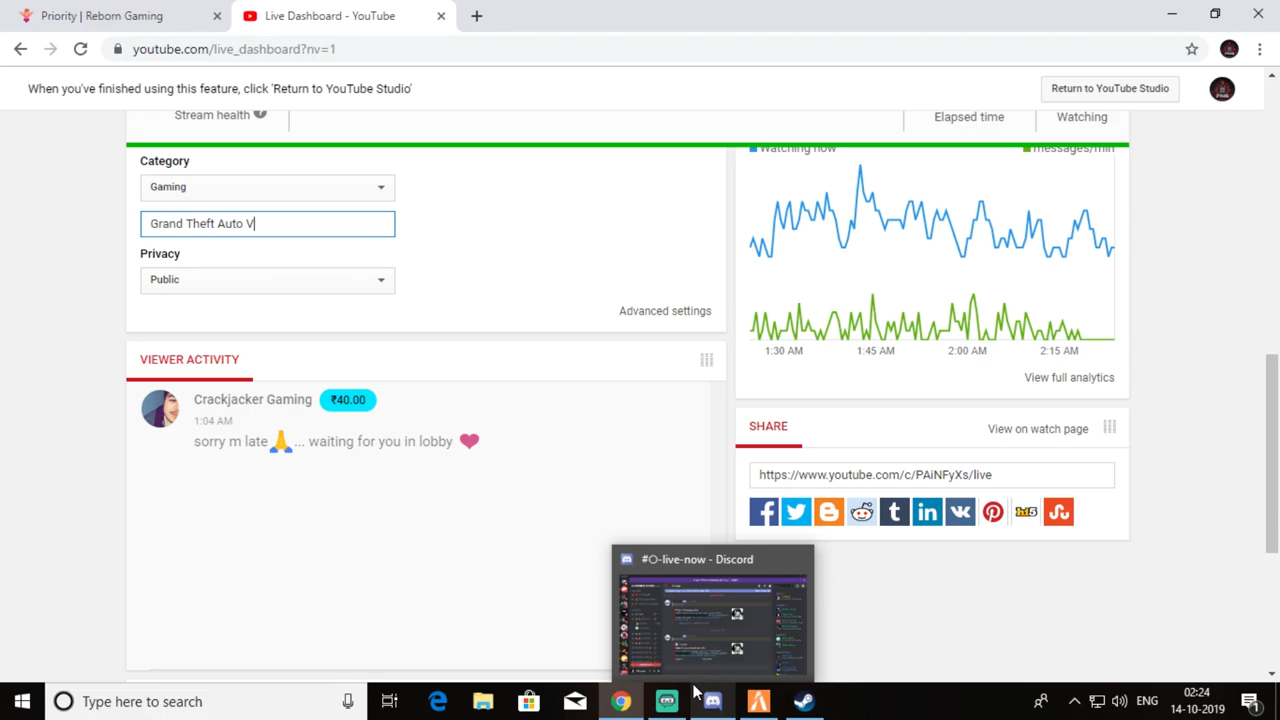 Priority | Reborn Gaming
Live Dashboard - YouTube
youtube.com/live_dashboard?nv=1
When you've finished using this feature, click 'Return to YouTube Studio'
Return to YouTube Studio
Stream health
Elapsed time
Watching
Category
Gaming
Grand Theft Auto V
Privacy
Public
Advanced settings
Watching now
messages/min
1:30 AM
1:45 AM
2:00 AM
2:15 AM
View full analytics
VIEWER ACTIVITY
Crackjacker Gaming ₹40.00
1:04 AM
sorry m late🙏... waiting for you in lobby ❤
SHARE
View on watch page
https://www.youtube.com/c/PAiNFyXs/live
#O-live-now - Discord
Type here to search
ENG
02:24
14-10-2019